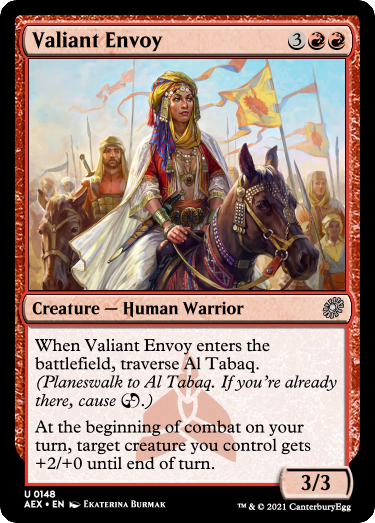 Valiant Envoy 3
Creature — Human Warrior
When Valiant Envoy enters the
battlefield, traverse Al Tabaq.
(Planeswalk to Al Tabaq. If you're already
there, cause .)
At the beginning of combat on your
turn, target creature you control gets
+2/+0 until end of turn.
3/3
U 0148
AEX • EN Ekaterina Burmak
™ & © 2021 CanterburyEgg